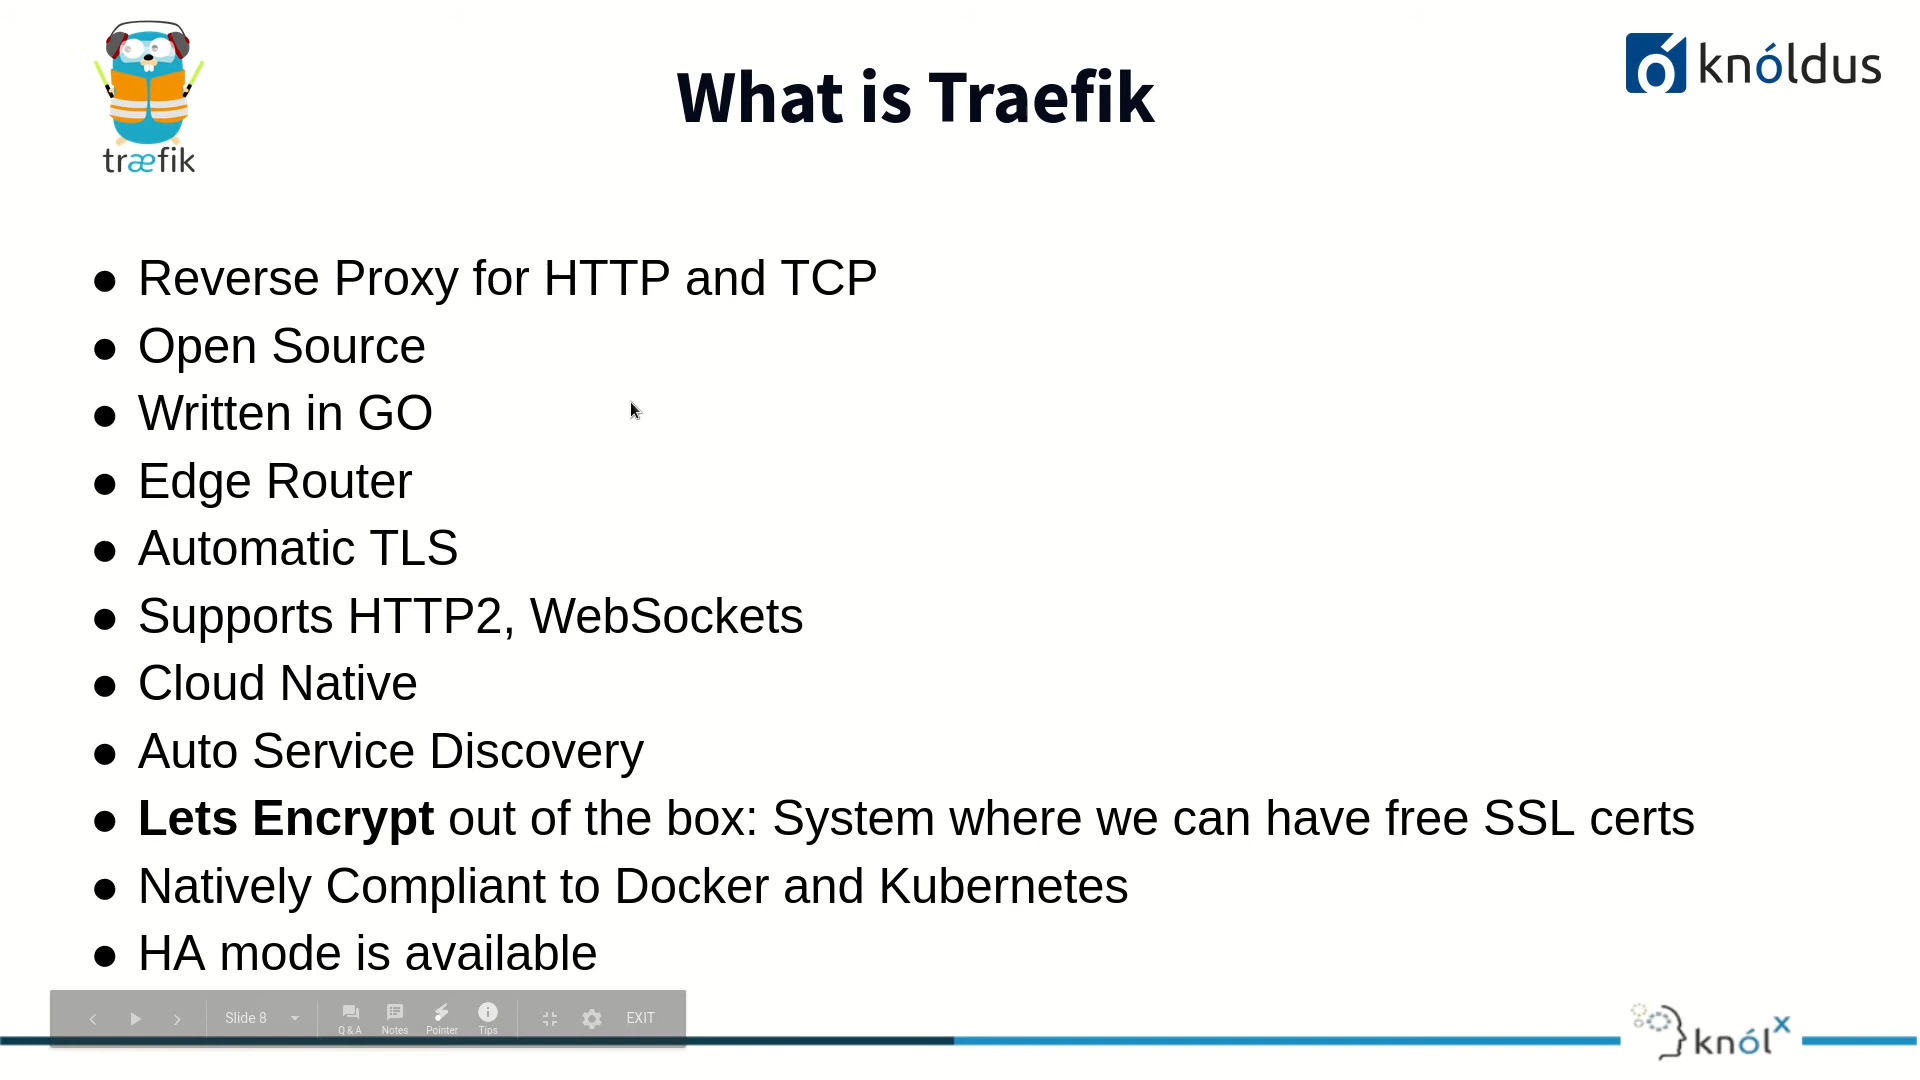 træfik
What is Traefik
knóldus
● Reverse Proxy for HTTP and TCP
● Open Source
● Written in GO
● Edge Router
● Automatic TLS
● Supports HTTP2, WebSockets
● Cloud Native
● Auto Service Discovery
● Lets Encrypt out of the box: System where we can have free SSL certs
● Natively Compliant to Docker and Kubernetes
● HA mode is available
Slide 8 Q & A Notes Pointer Tips EXIT
knólx